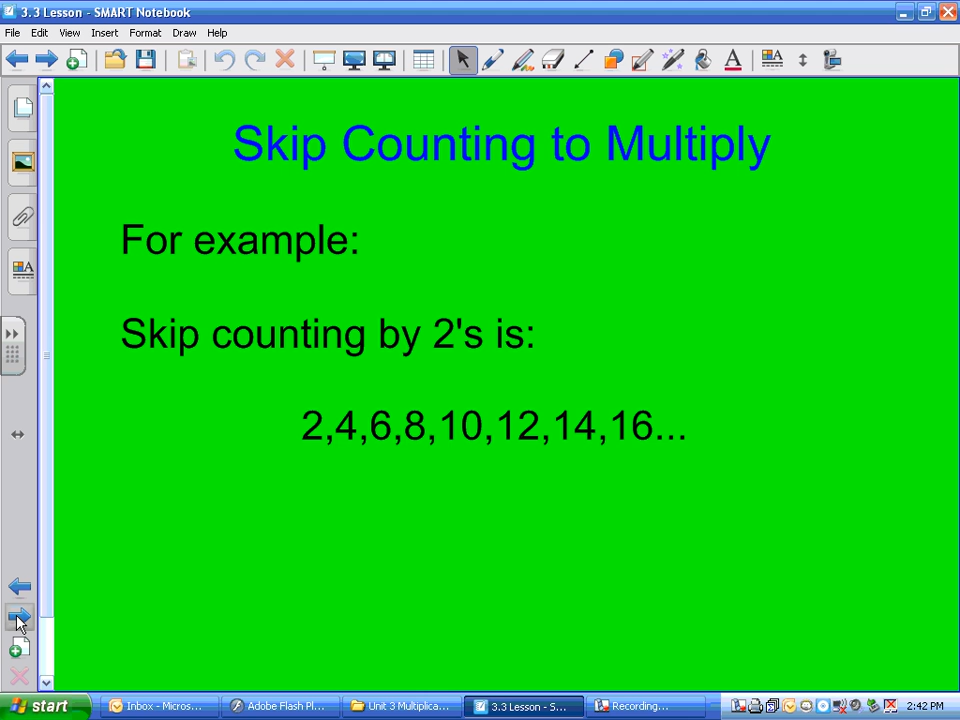 3.3 Lesson - SMART Notebook
File Edit View Insert Format Draw Help
Skip Counting to Multiply
For example:
Skip counting by 2's is:
2,4,6,8,10,12,14,16...
start Inbox - Micros... Adobe Flash Pl... Unit 3 Multiplica... 3.3 Lesson - S... Recording... 2:42 PM